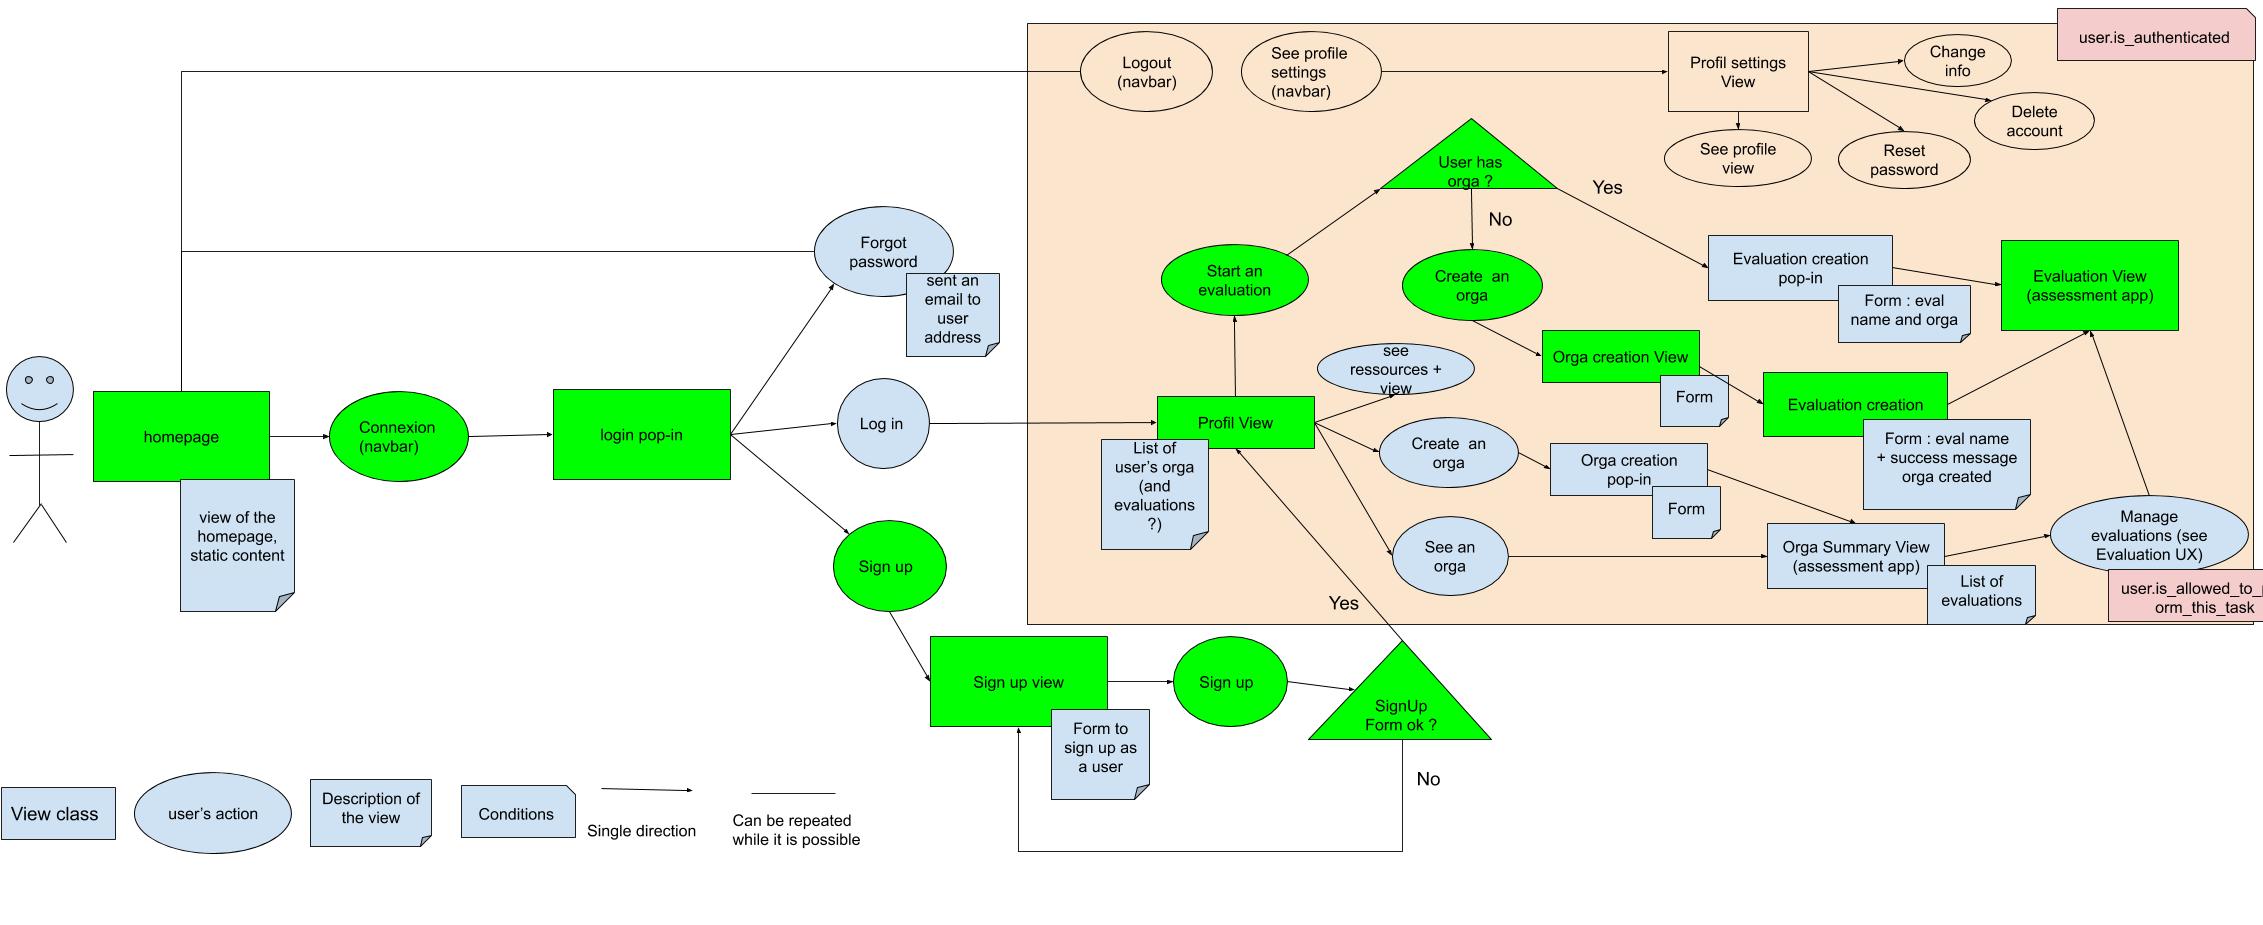 user.is_authenticated
Logout
(navbar)
See profile
settings
(navbar)
Profil settings
View
Change
info
Delete
account
See profile
view
Reset
password
User has
orga ?
Yes
No
Forgot
password
sent an
email to
user
address
Start an
evaluation
Create an
orga
Evaluation creation
pop-in
Form : eval
name and orga
Evaluation View
(assessment app)
Orga creation View
Form
see
ressources +
view
Evaluation creation
Form : eval name
+ success message
orga created
homepage
view of the
homepage,
static content
Connexion
(navbar)
login pop-in
Log in
Profil View
List of
user's orga
(and
evaluations
?)
Create an
orga
Orga creation
pop-in
Form
See an
orga
Orga Summary View
(assessment app)
List of
evaluations
Manage
evaluations (see
Evaluation UX)
user.is_allowed_to_
orm_this_task
Sign up
Yes
Sign up view
Form to
sign up as
a user
Sign up
SignUp
Form ok ?
No
View class
user's action
Description of
the view
Conditions
Single direction
Can be repeated
while it is possible